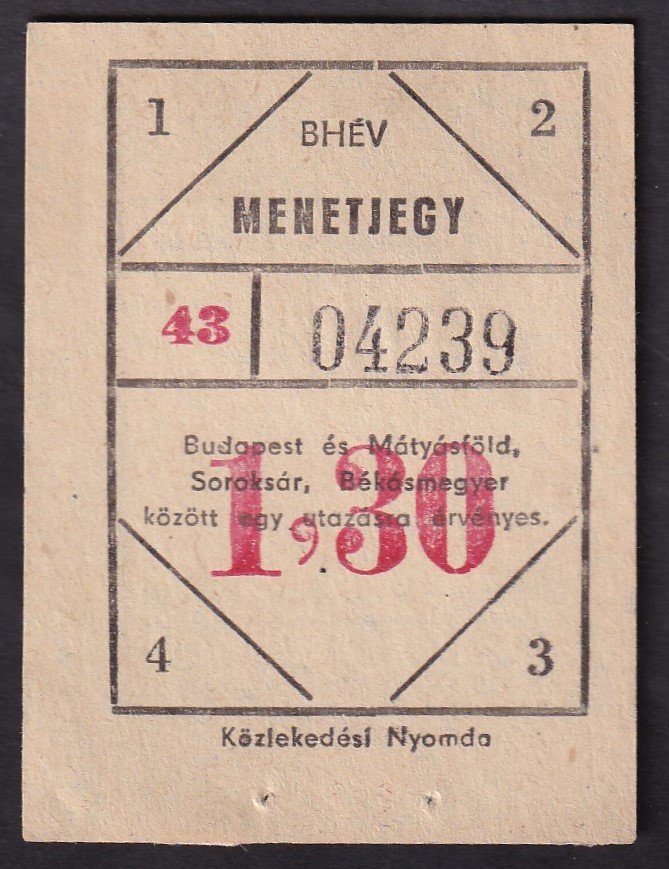 1
BHÉV
2
MENETJEGY
43
04239
Budapest és Mátyásföld,
Soroksár, Békásmegyer
között egy utazásra érvényes.
1,30
4
3
Közlekedési Nyomda